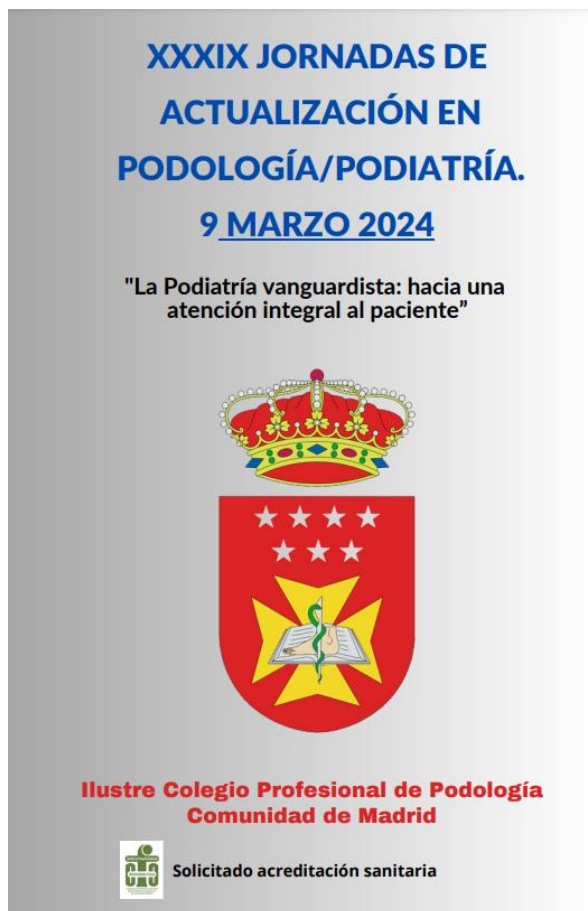 XXXIX JORNADAS DE
ACTUALIZACIÓN EN
PODOLOGÍA/PODIATRÍA.
9 MARZO 2024
"La Podiatría vanguardista: hacia una
atención integral al paciente”
Ilustre Colegio Profesional de Podología
Comunidad de Madrid
Solicitado acreditación sanitaria